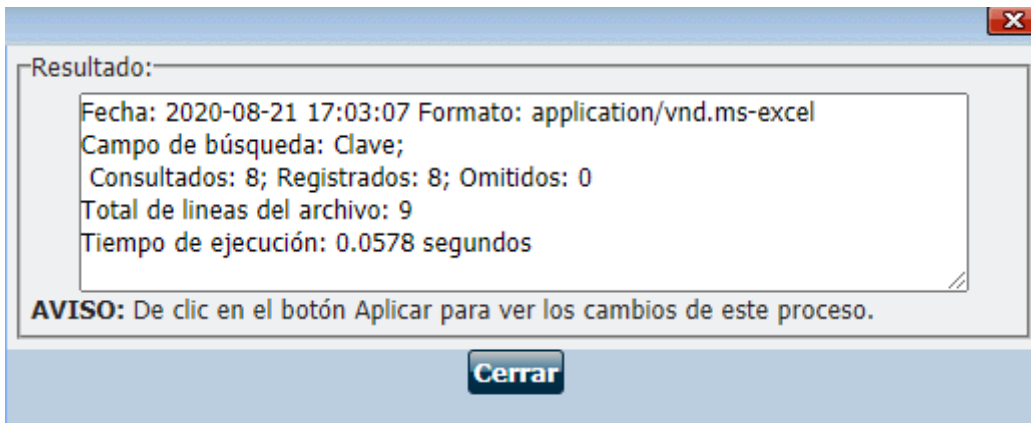 Resultado:
Fecha: 2020-08-21 17:03:07 Formato: application/vnd.ms-excel
Campo de búsqueda: Clave;
Consultados: 8; Registrados: 8; Omitidos: 0
Total de lineas del archivo: 9
Tiempo de ejecución: 0.0578 segundos
AVISO: De clic en el botón Aplicar para ver los cambios de este proceso.
Cerrar